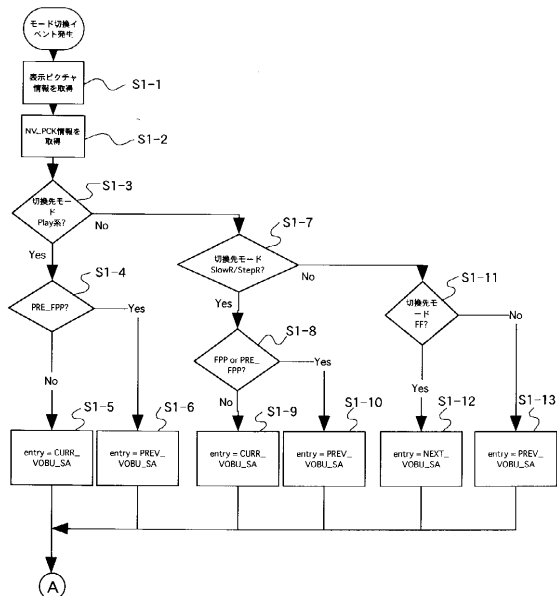 モード切換イ
ベント発生
表示ピクチャ
情報を取得
S1-1
NV_PCK情報を
取得
S1-2
切換先モー
ド
Play系?
S1-3
No
Yes
切換先モード
SlowR/StepR?
S1-7
No
Yes
切換先モ
ード
FF?
S1-11
No
Yes
PRE_FPP?
S1-4
Yes
No
FPP or PRE_
FPP?
S1-8
Yes
No
S1-5
S1-6
S1-9
S1-10
S1-12
S1-13
entry = CURR_
VOBU_SA
entry = PREV_
VOBU_SA
entry = CURR_
VOBU_SA
entry = PREV_
VOBU_SA
entry = NEXT_
VOBU_SA
entry = PREV_
VOBU_SA
A